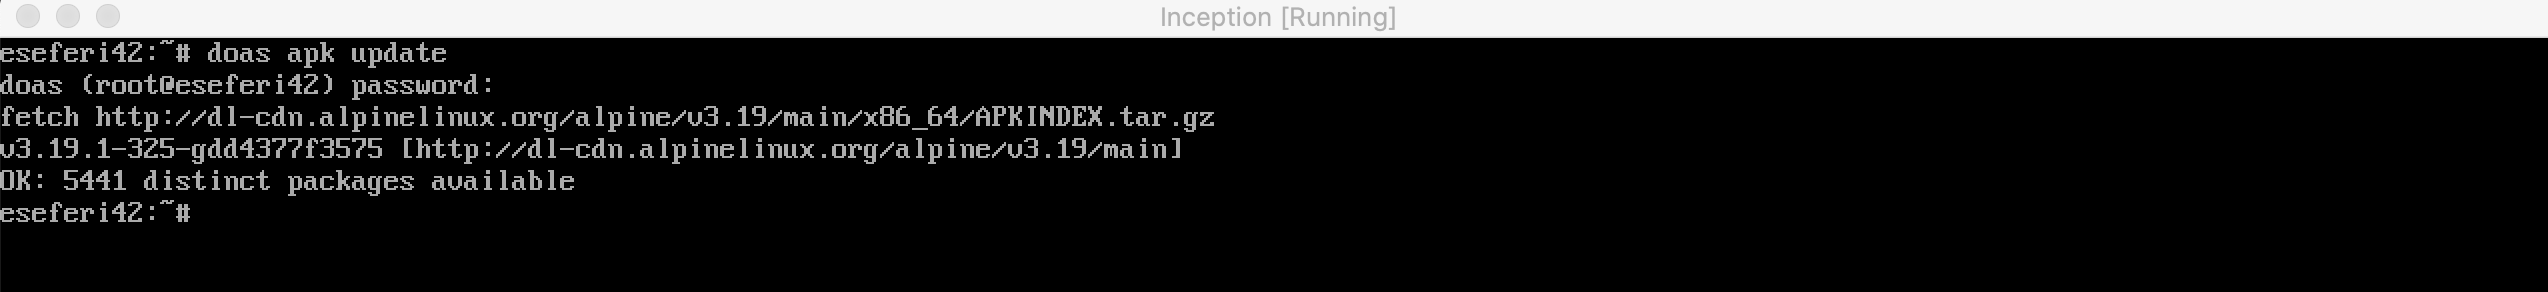 Inception [Running]
eseferi42:~# doas apk update
doas (root@eseferi42) password:
fetch http://dl-cdn.alpinelinux.org/alpine/v3.19/main/x86_64/APKINDEX.tar.gz
v3.19.1-325-gdd4377f3575 [http://dl-cdn.alpinelinux.org/alpine/v3.19/main]
OK: 5441 distinct packages available
eseferi42:~#